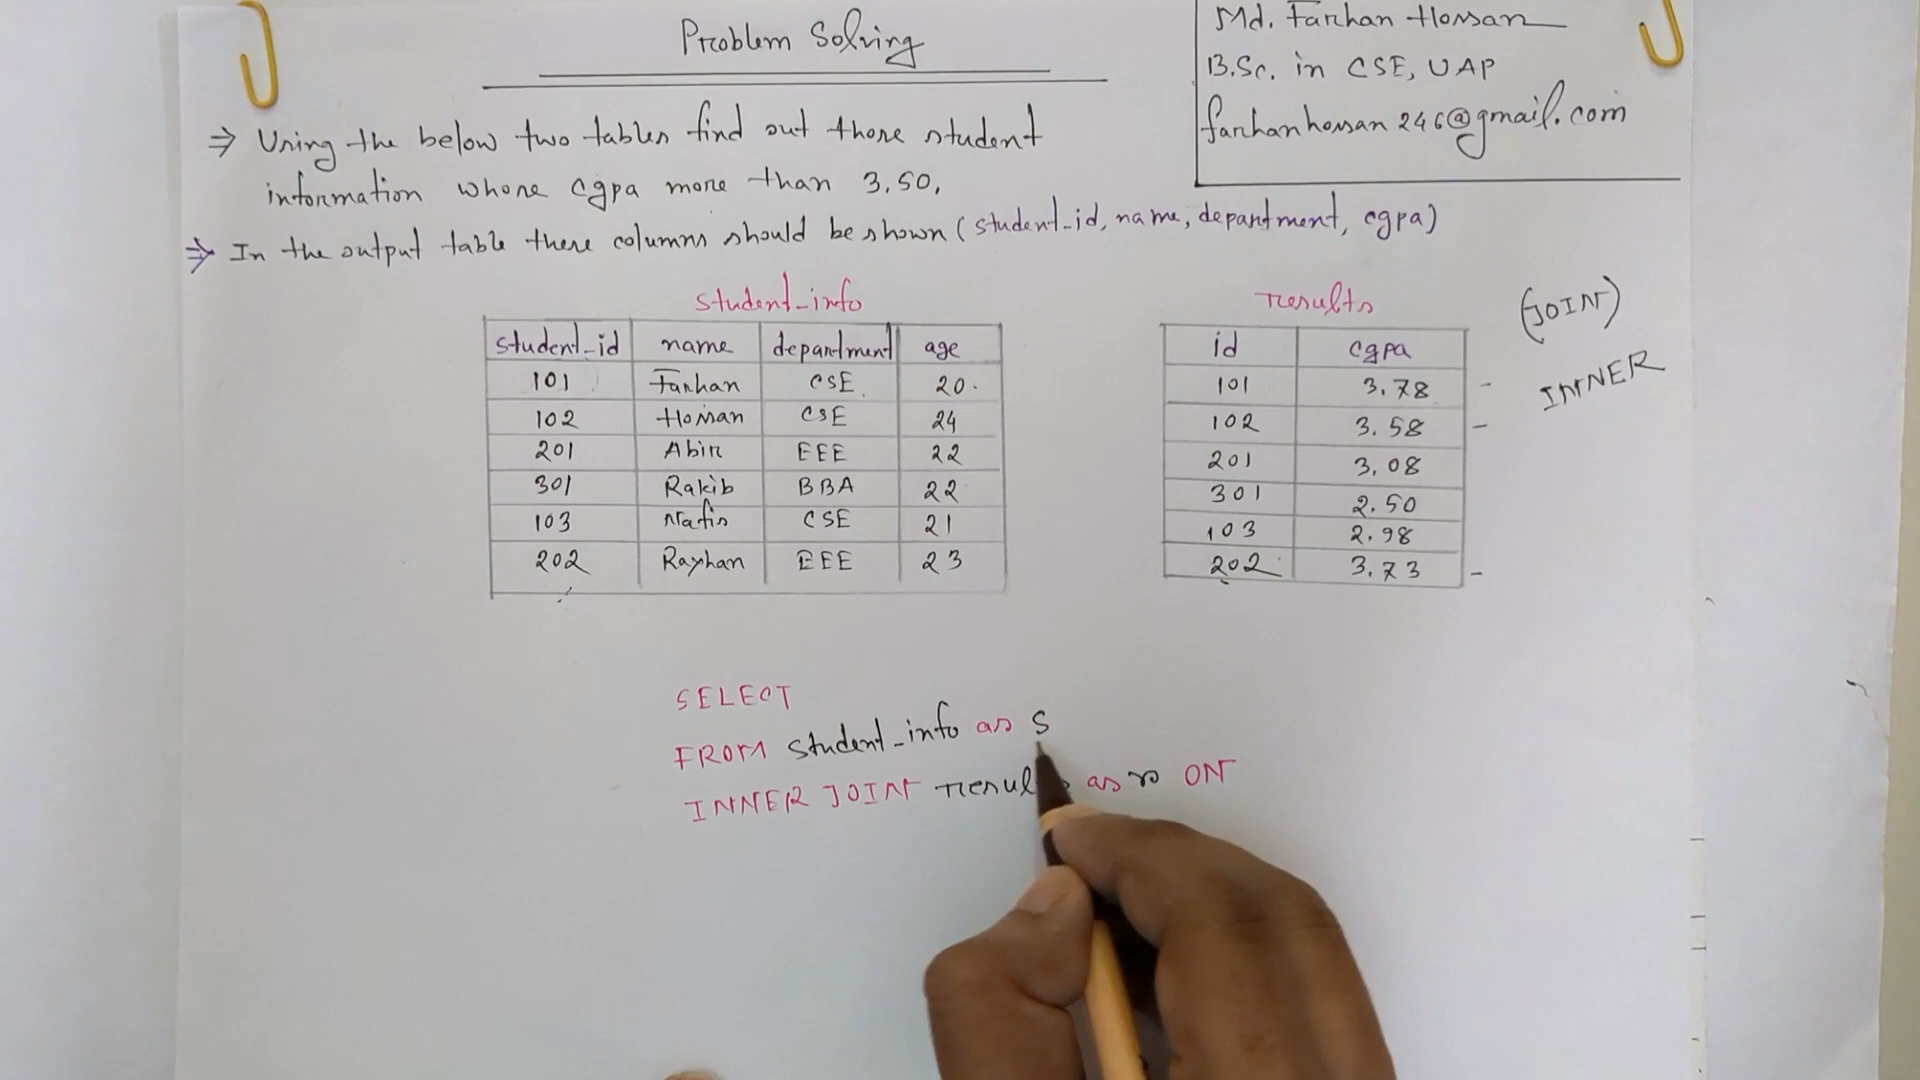 Problem Solving
Md. Farhan Hossan
B.Sc. in CSE, UAP
farhanhossan246@gmail.com
⇒ Using the below two tables find out those student
information whose cgpa more than 3.50.
⇒ In the output table these columns should be shown (student_id, name, department, cgpa)
student_info
student_id name department age
101 Farhan CSE 20
102 Hossan CSE 24
201 Abir EEE 22
301 Rakib BBA 22
103 Nafis CSE 21
202 Rayhan EEE 23
results
id cgpa
101 3.78
102 3.58
201 3.08
301 2.50
103 2.98
202 3.73
(JOIN)
INNER
SELECT
FROM student_info as s
INNER JOIN as r ON